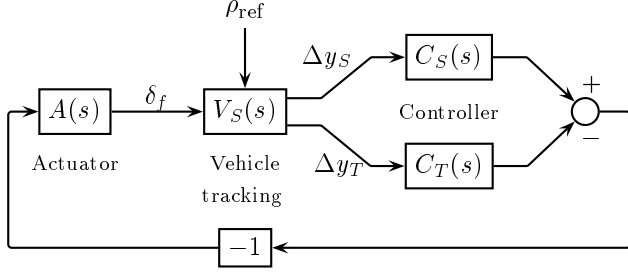 ρ_ref
Δy_S
C_S(s)
+
A(s)
δ_f
V_S(s)
Controller
−
Actuator
Vehicle
tracking
Δy_T
C_T(s)
−1